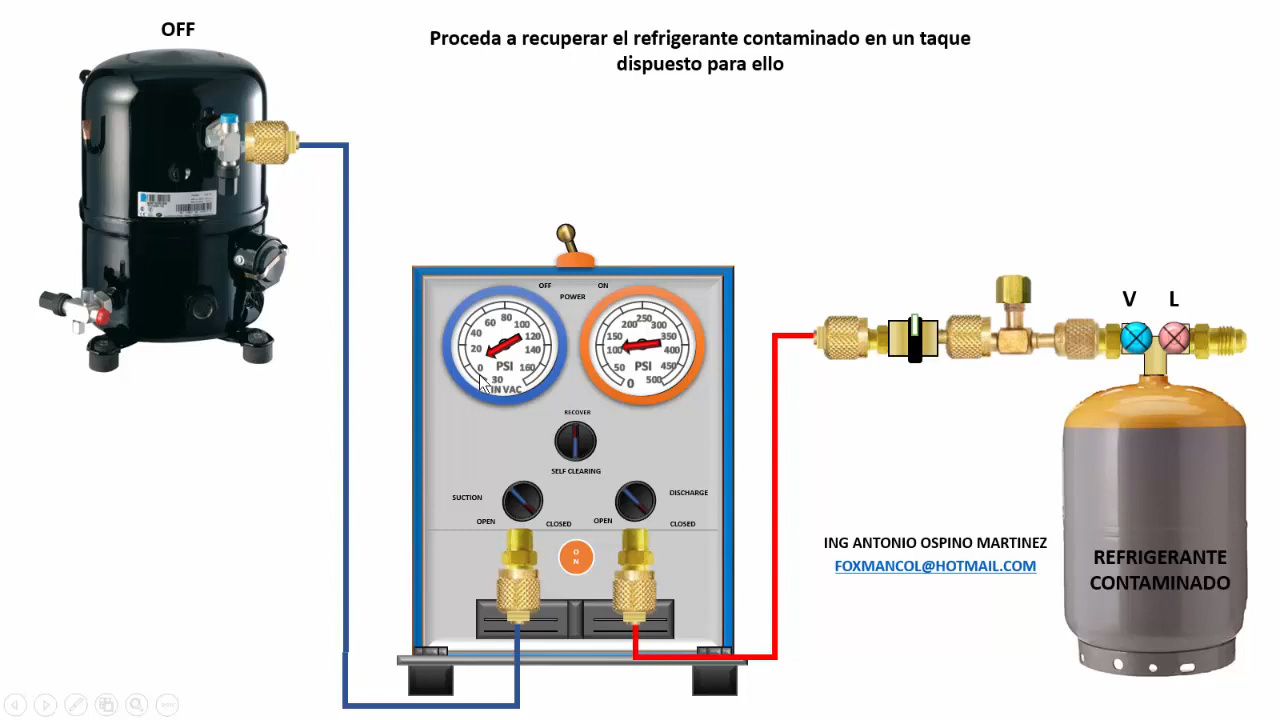 OFF
Proceda a recuperar el refrigerante contaminado en un taque
dispuesto para ello
OFF
ON
POWER
0
20
40
60
80
100
120
140
160
PSI
30
IN VAC
0
50
100
150
200
250
300
350
400
450
500
PSI
RECOVER
SELF CLEARING
SUCTION
DISCHARGE
OPEN
CLOSED
OPEN
CLOSED
O
N
V
L
ING ANTONIO OSPINO MARTINEZ
FOXMANCOL@HOTMAIL.COM
REFRIGERANTE
CONTAMINADO